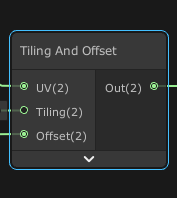 Tiling And Offset
UV(2) Out(2)
Tiling(2)
Offset(2)